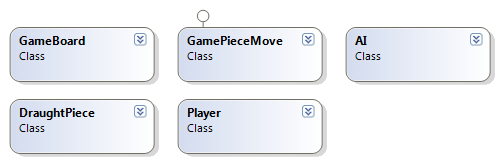 GameBoard
Class
GamePieceMove
Class
AI
Class
DraughtPiece
Class
Player
Class